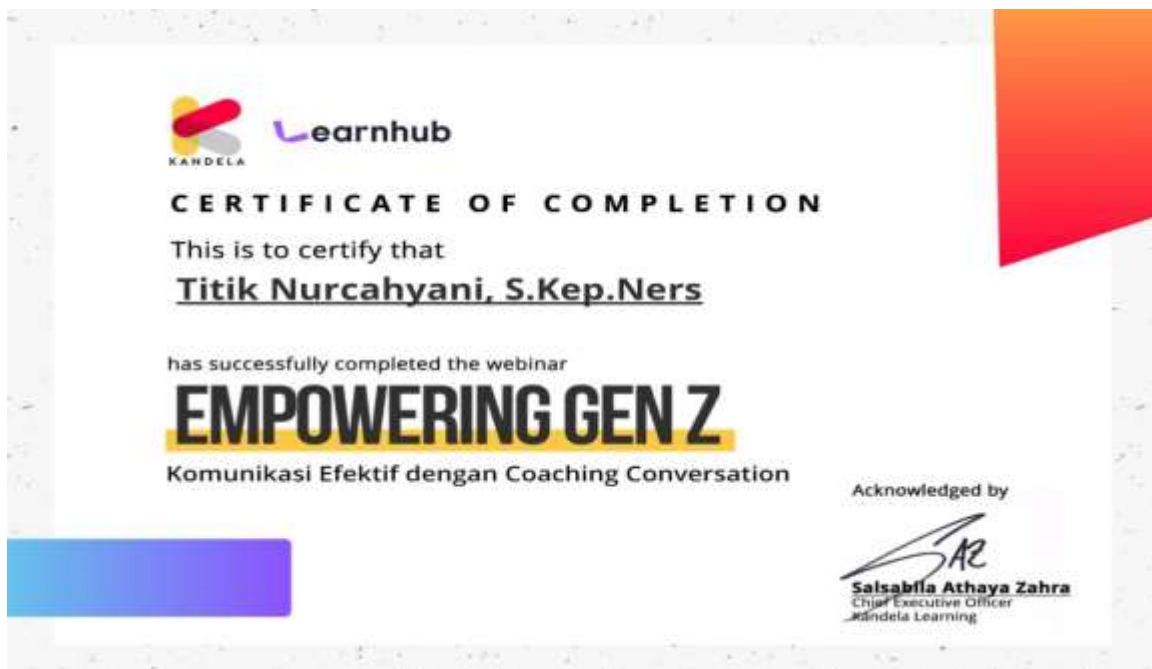 KANDELA
Learnhub
CERTIFICATE OF COMPLETION
This is to certify that
Titik Nurcahyani, S.Kep.Ners
has successfully completed the webinar
EMPOWERING GEN Z
Komunikasi Efektif dengan Coaching Conversation
Acknowledged by
SAZ
Salsabila Athaya Zahra
Chief Executive Officer
Kandela Learning